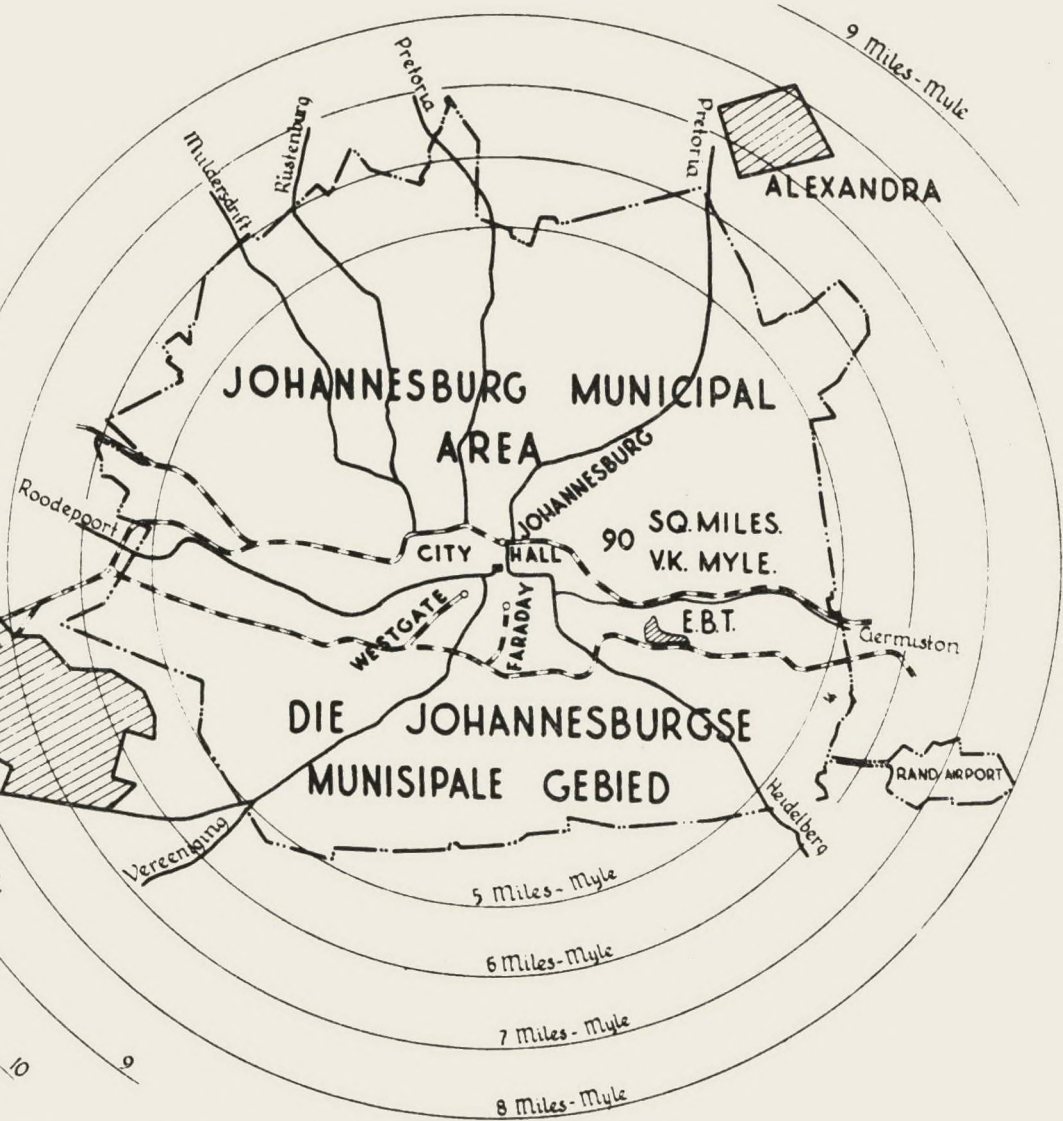 9 Miles-Myle
Pretoria
Rustenburg
Pretoria
Muldersdrift
ALEXANDRA
JOHANNESBURG MUNICIPAL
AREA
JOHANNESBURG
Roodepoort
90 SQ.MILES.
V.K. MYLE.
CITY HALL
WESTGATE
FARADAY
E.B.T.
Germiston
DIE JOHANNESBURGSE
MUNISIPALE GEBIED
RAND AIRPORT
Heidelberg
Vereeniging
5 Miles-Myle
6 Miles-Myle
7 Miles-Myle
8 Miles-Myle
9
10